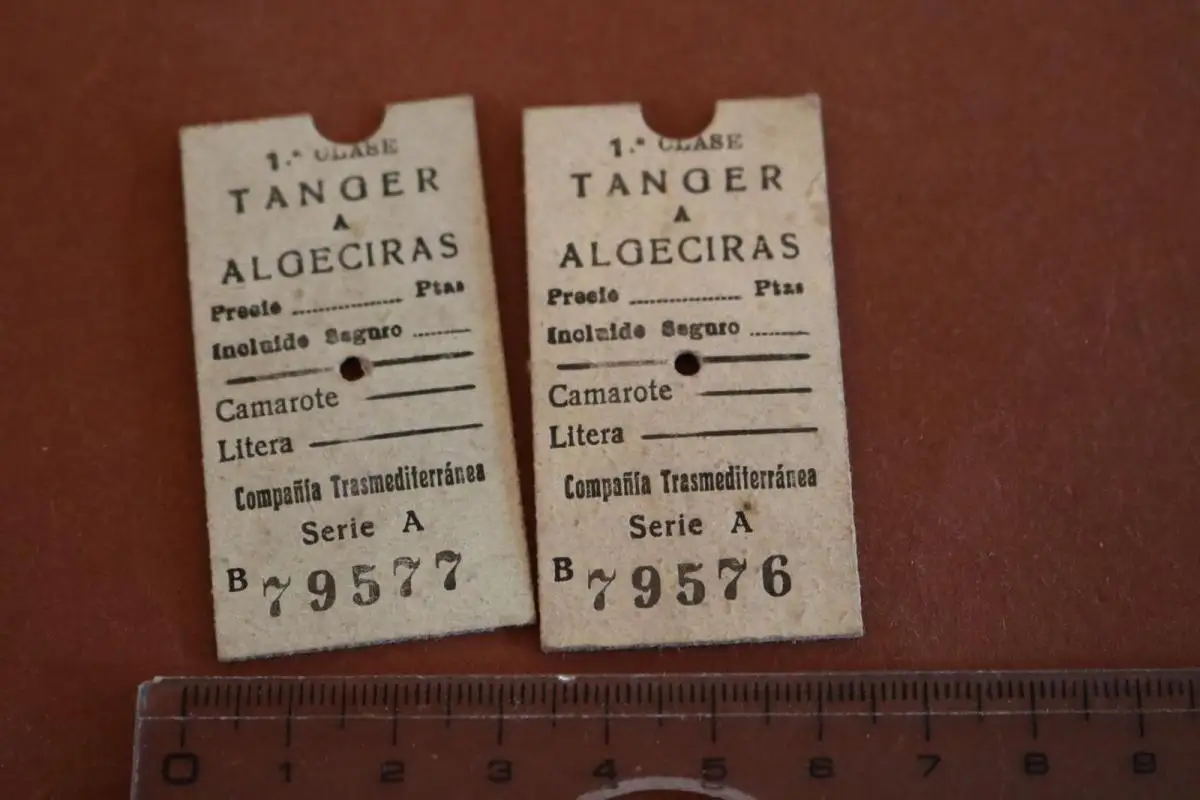 1.ª CLASE
TANGER
A
ALGECIRAS
Precio ............ Ptas
Incluido Seguro ......
Camarote
Litera
Compañía Trasmediterránea
Serie A
B 79577
1.ª CLASE
TANGER
A
ALGECIRAS
Precio ............ Ptas
Incluido Seguro ......
Camarote
Litera
Compañía Trasmediterránea
Serie A
B 79576
0 1 2 3 4 5 6 7 8 9